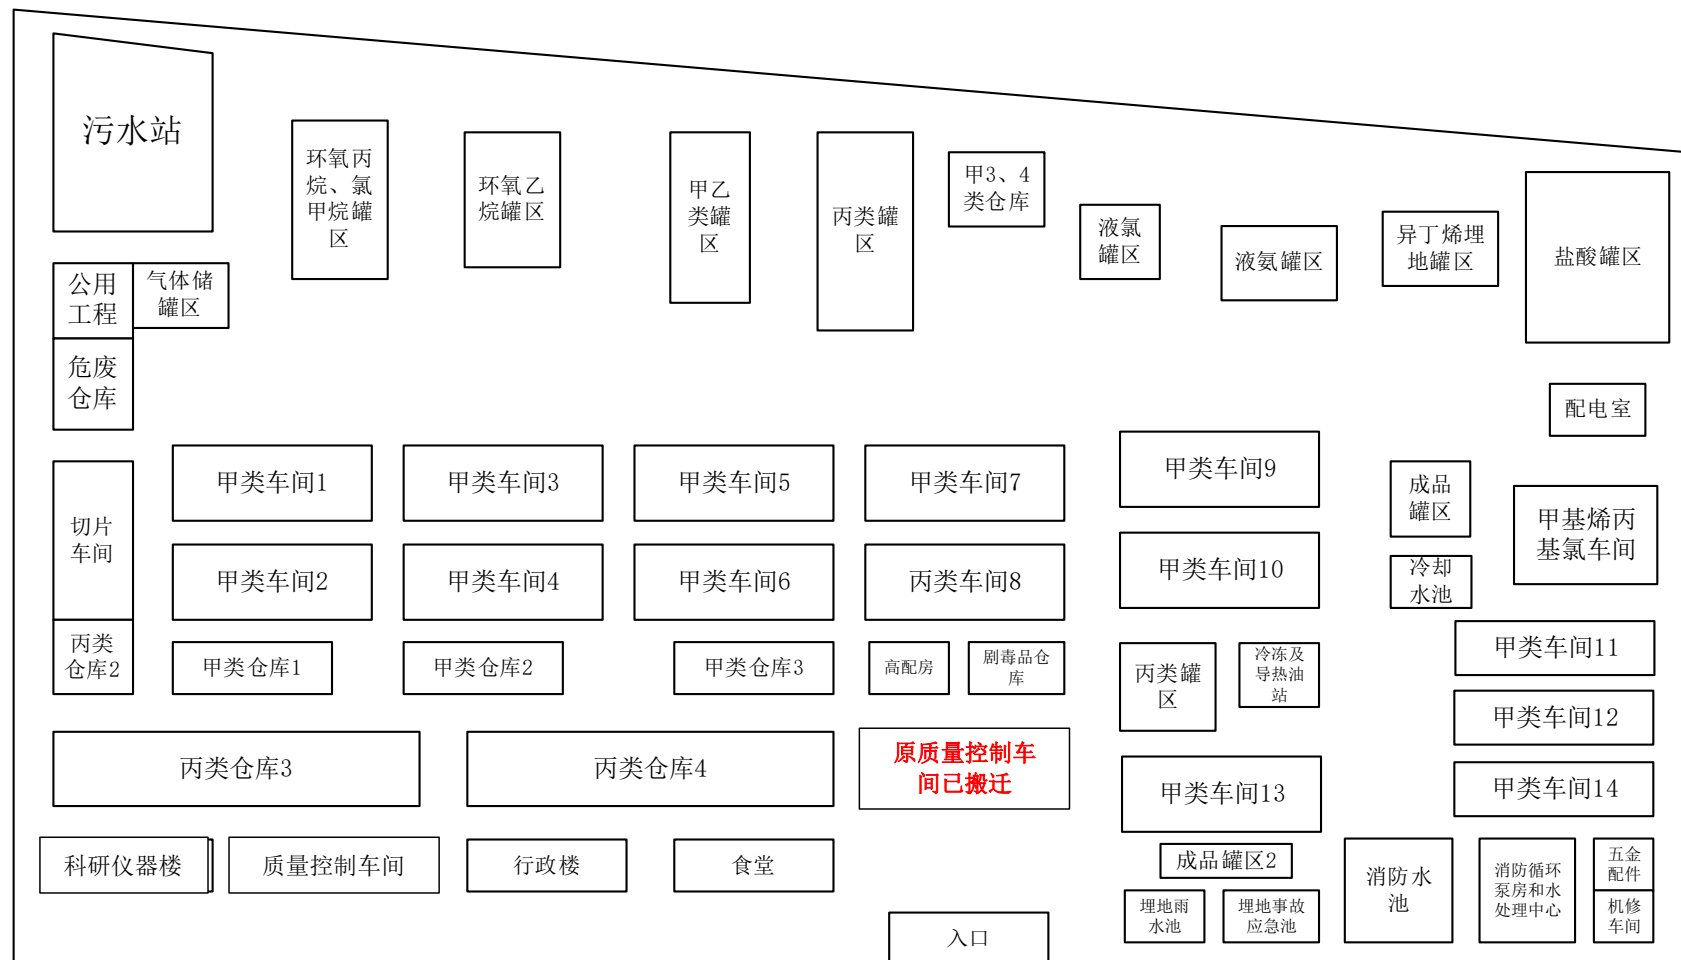 污水站
环氧丙
烷、氯
甲烷罐
区
环氧乙
烷罐区
甲乙
类罐
区
丙类罐
区
甲3、4
类仓库
液氯
罐区
液氨罐区
异丁烯埋
地罐区
盐酸罐区
公用
工程
气体储
罐区
危废
仓库
配电室
甲类车间1
甲类车间3
甲类车间5
甲类车间7
甲类车间9
成品
罐区
甲基烯丙
基氯车间
切片
车间
甲类车间2
甲类车间4
甲类车间6
丙类车间8
甲类车间10
冷却
水池
丙类
仓库2
甲类仓库1
甲类仓库2
甲类仓库3
高配房
剧毒品仓
库
丙类罐
区
冷冻及
导热油
站
甲类车间11
甲类车间12
丙类仓库3
丙类仓库4
原质量控制车
间已搬迁
甲类车间13
甲类车间14
科研仪器楼
质量控制车间
行政楼
食堂
成品罐区2
消防水
池
消防循环
泵房和水
处理中心
五金
配件
埋地雨
水池
埋地事故
应急池
机修
车间
入口